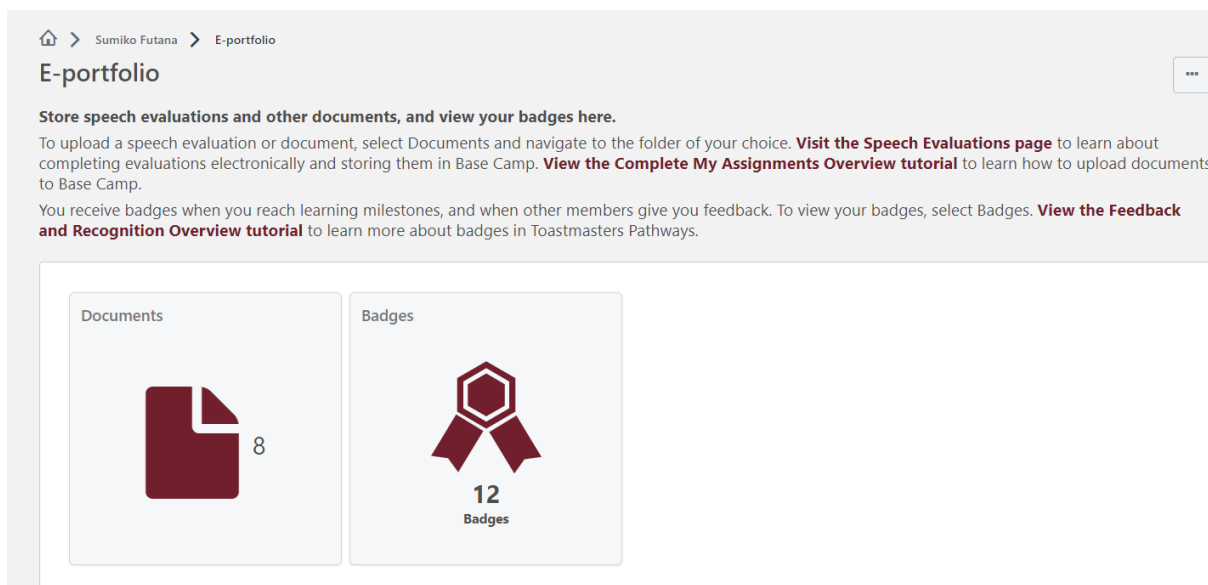 Sumiko Futana E-portfolio
E-portfolio
Store speech evaluations and other documents, and view your badges here.
To upload a speech evaluation or document, select Documents and navigate to the folder of your choice. Visit the Speech Evaluations page to learn about
completing evaluations electronically and storing them in Base Camp. View the Complete My Assignments Overview tutorial to learn how to upload documents
to Base Camp.
You receive badges when you reach learning milestones, and when other members give you feedback. To view your badges, select Badges. View the Feedback
and Recognition Overview tutorial to learn more about badges in Toastmasters Pathways.
Documents
8
Badges
12
Badges